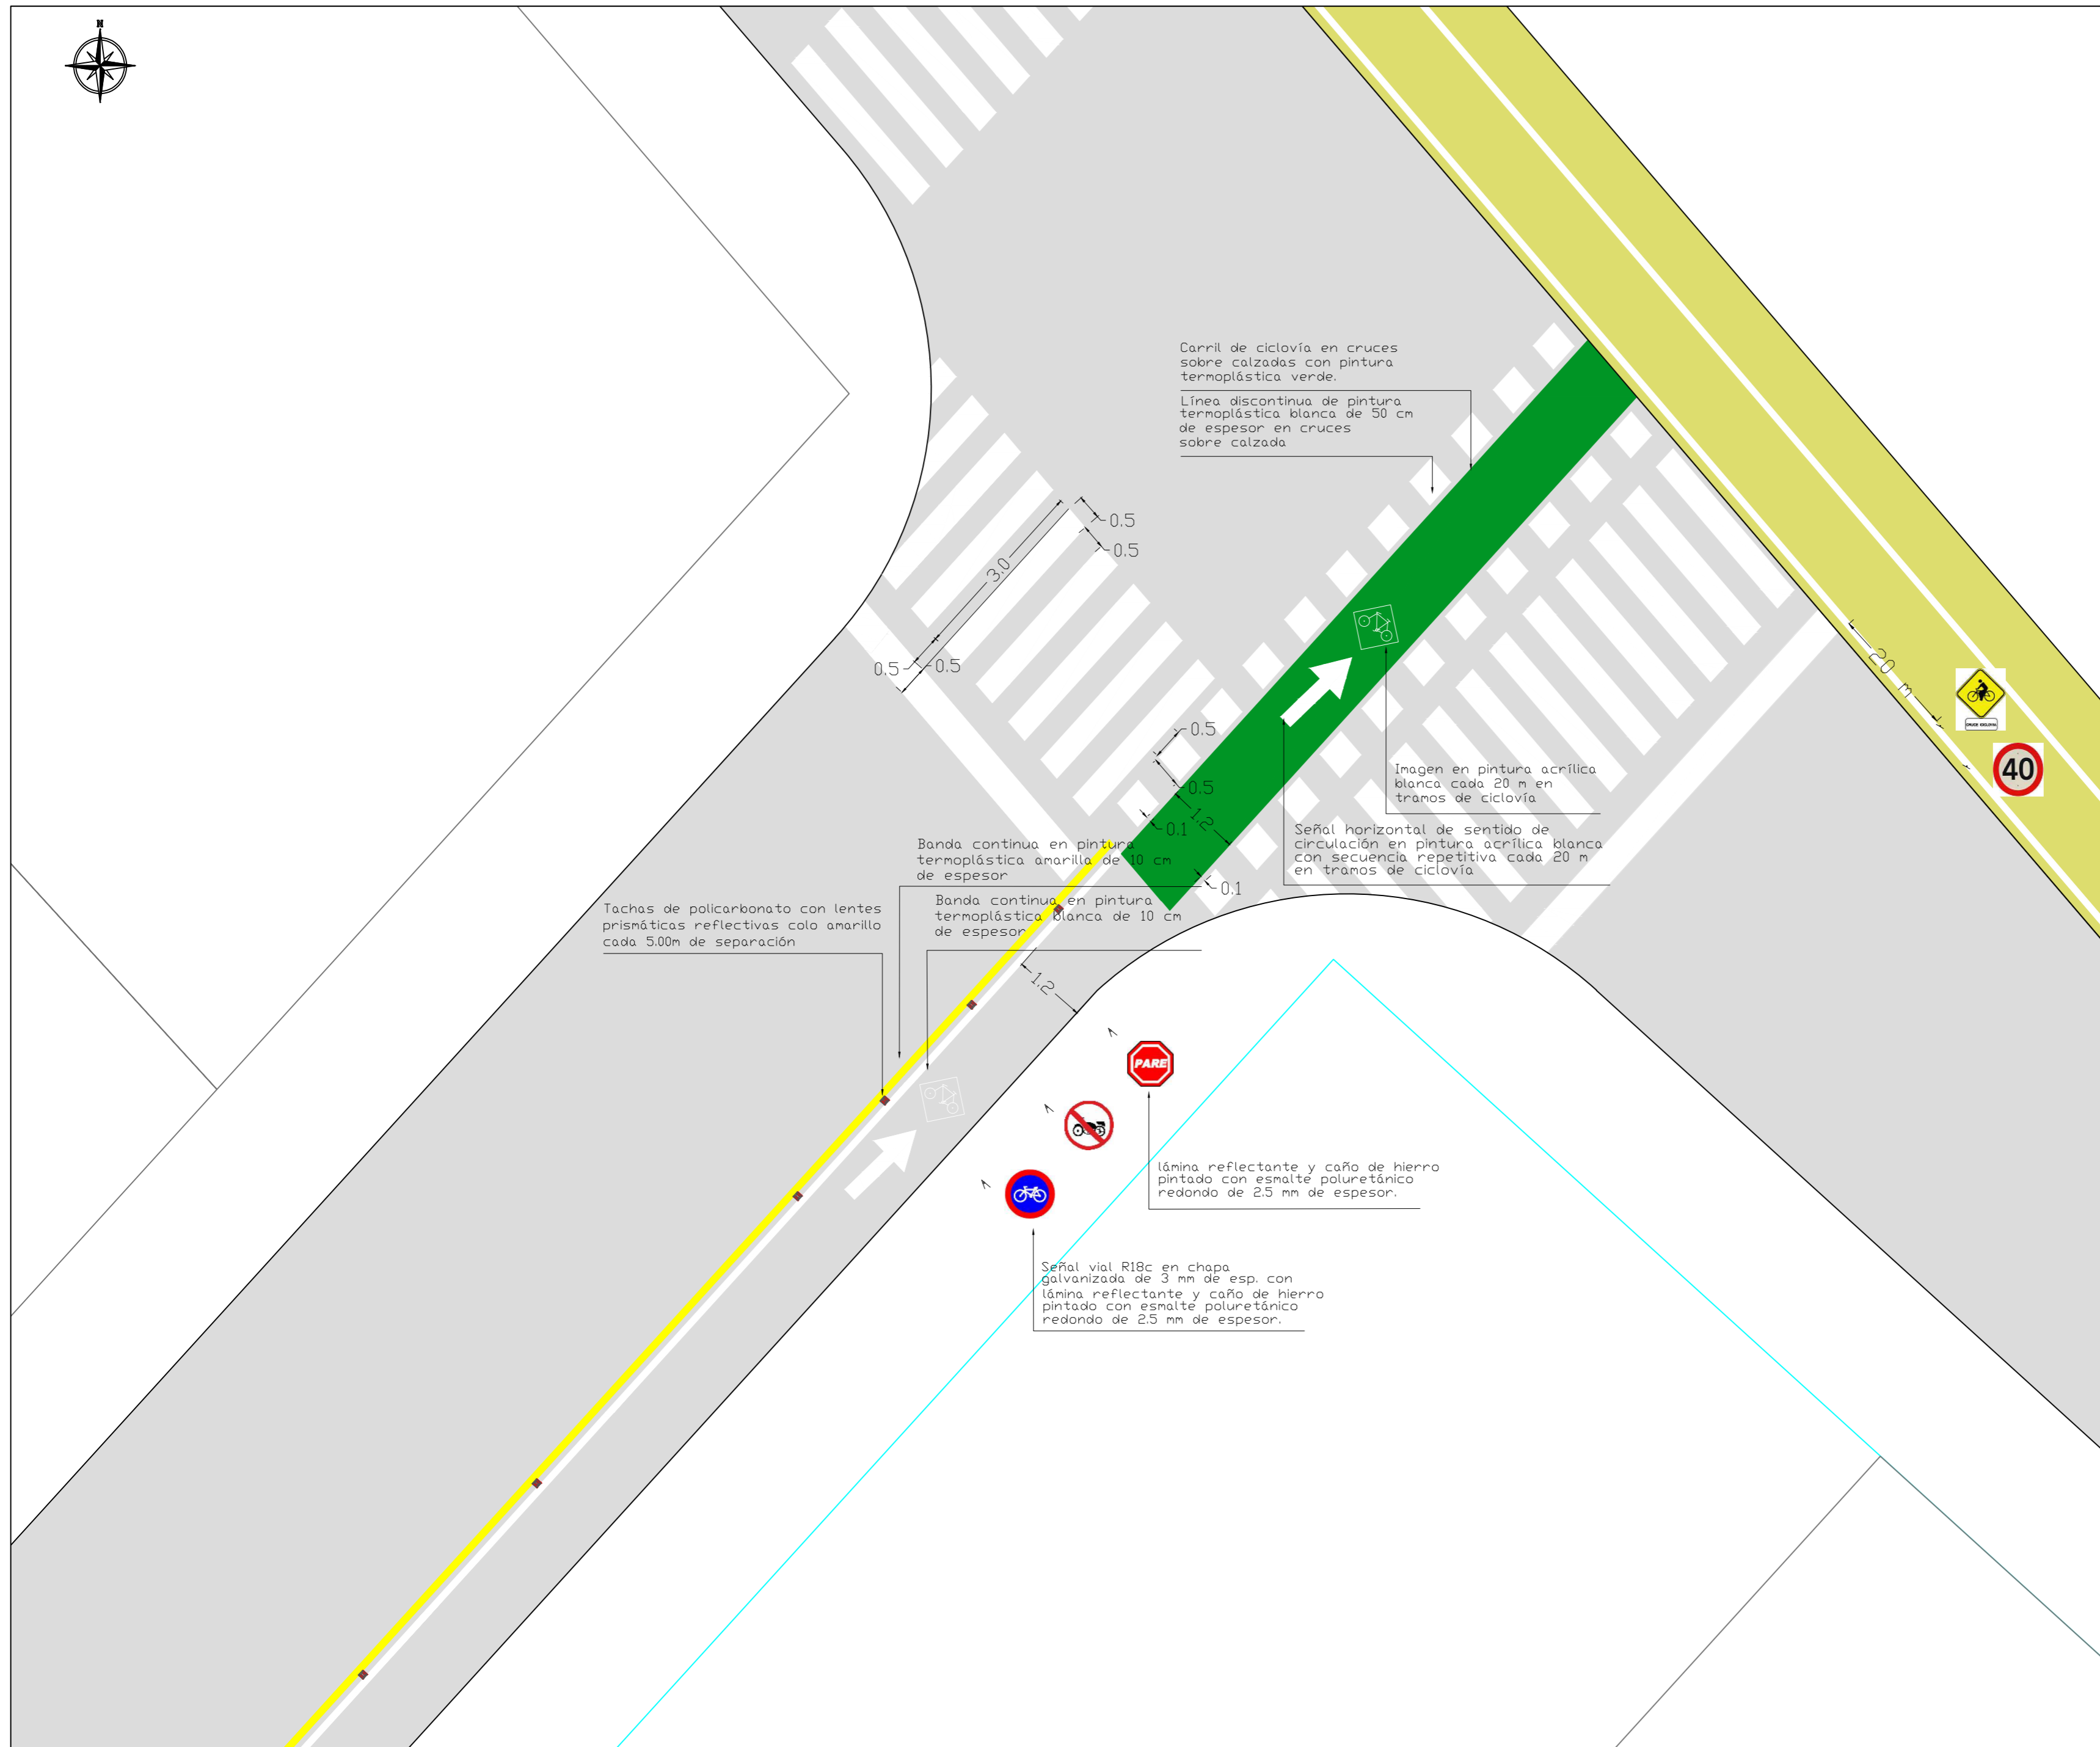 N
Carril de ciclovía en cruces
sobre calzadas con pintura
termoplástica verde.
Línea discontinua de pintura
termoplástica blanca de 50 cm
de espesor en cruces
sobre calzada
0.5
0.5
3.0
0.5
0.5
20 m
CRUCE CICLOVIA
40
0.5
0.5
1.2
0.1
0.1
Imagen en pintura acrílica
blanca cada 20 m en
tramos de ciclovía
Señal horizontal de sentido de
circulación en pintura acrílica blanca
con secuencia repetitiva cada 20 m
en tramos de ciclovía
Banda continua en pintura
termoplástica amarilla de 10 cm
de espesor
Banda continua en pintura
termoplástica blanca de 10 cm
de espesor
Tachas de policarbonato con lentes
prismáticas reflectivas colo amarillo
cada 5.00m de separación
1.2
PARE
lámina reflectante y caño de hierro
pintado con esmalte poluretánico
redondo de 2.5 mm de espesor.
Señal vial R18c en chapa
galvanizada de 3 mm de esp. con
lámina reflectante y caño de hierro
pintado con esmalte poluretánico
redondo de 2.5 mm de espesor.